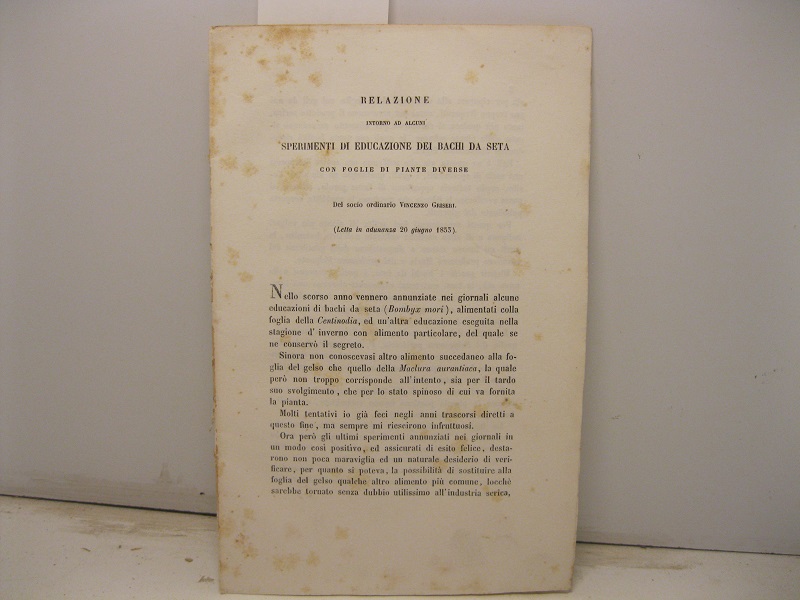 RELAZIONE
INTORNO AD ALCUNI
SPERIMENTI DI EDUCAZIONE DEI BACHI DA SETA
CON FOGLIE DI PIANTE DIVERSE
Del socio ordinario VINCENZO GRISERI.
(Letta in adunanza 20 giugno 1855).
Nello scorso anno vennero annunziate nei giornali alcune
educazioni di bachi da seta (Bombyx mori), alimentati colla
foglia della Centinodia, ed un'altra educazione eseguita nella
stagione d'inverno con alimento particolare, del quale se
ne conservò il segreto.
Sinora non conoscevasi altro alimento succedaneo alla fo-
glia del gelso che quello della Maclura aurantiaca, la quale
però non troppo corrisponde all'intento, sia per il tardo
suo svolgimento, che per lo stato spinoso di cui va fornita
la pianta.
Molti tentativi io già feci negli anni trascorsi diretti a
questo fine, ma sempre mi riescirono infruttuosi.
Ora però gli ultimi sperimenti annunziati nei giornali in
un modo così positivo, ed assicurati di esito felice, desta-
rono non poca maraviglia ed un naturale desiderio di veri-
ficare, per quanto si poteva, la possibilità di sostituire alla
foglia del gelso qualche altro alimento più comune, locchè
sarebbe tornato senza dubbio utilissimo all'industria serica,